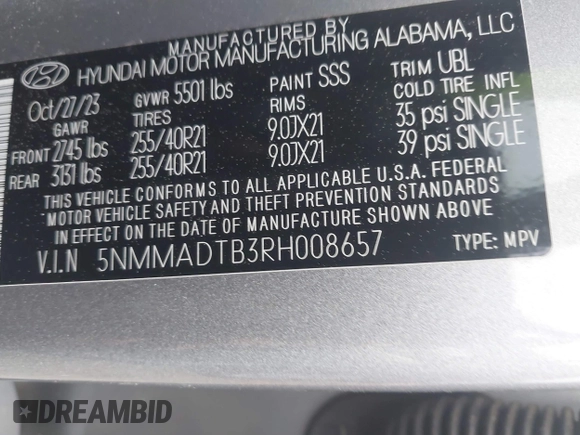 MANUFACTURED BY
HYUNDAI MOTOR MANUFACTURING ALABAMA, LLC
Oct/27/23 GVWR 5501 lbs PAINT SSS TRIM UBL
GAWR TIRES RIMS COLD TIRE INFL
FRONT 2745 lbs 255/40R21 9.0JX21 35 psi SINGLE
REAR 3131 lbs 255/40R21 9.0JX21 39 psi SINGLE
THIS VEHICLE CONFORMS TO ALL APPLICABLE U.S.A. FEDERAL
MOTOR VEHICLE SAFETY AND THEFT PREVENTION STANDARDS
IN EFFECT ON THE DATE OF MANUFACTURE SHOWN ABOVE
V.I.N 5NMMADTB3RH008657 TYPE: MPV
DREAMBID